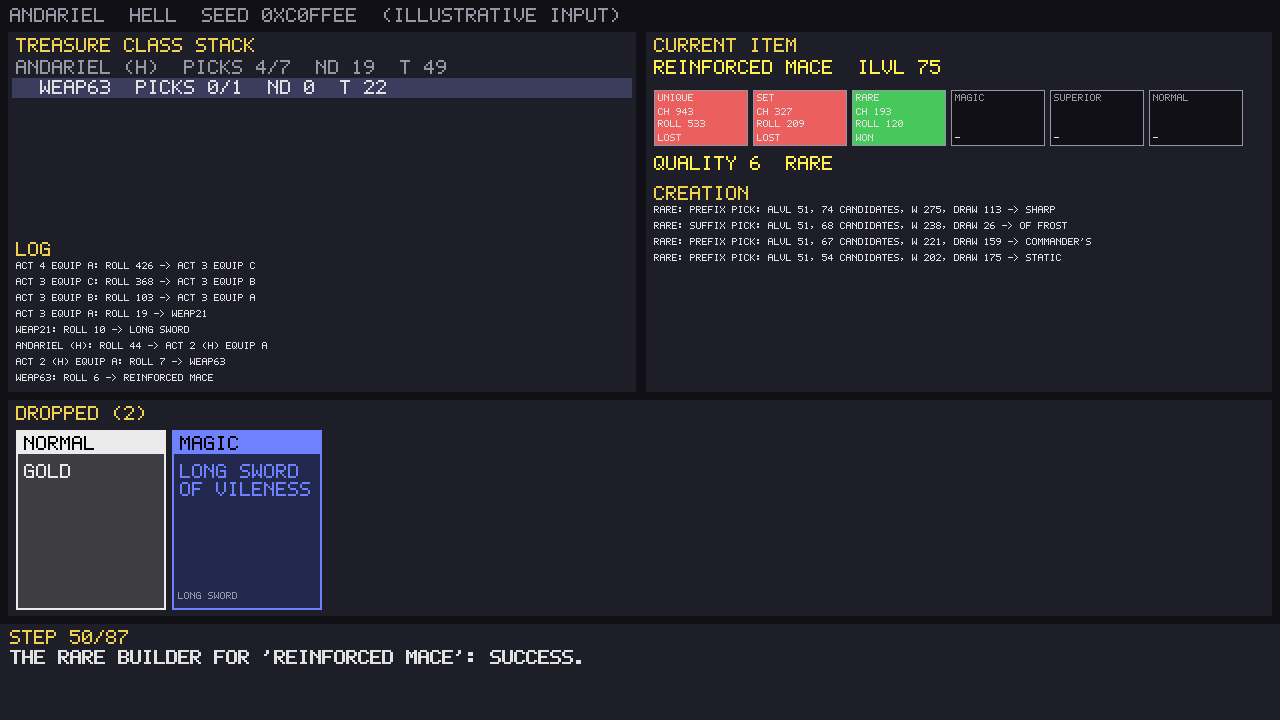 ANDARIEL HELL SEED 0XC0FFEE (ILLUSTRATIVE INPUT)
TREASURE CLASS STACK
ANDARIEL (H) PICKS 4/7 ND 19 T 49
WEAP63 PICKS 0/1 ND 0 T 22
LOG
ACT 4 EQUIP A: ROLL 426 -> ACT 3 EQUIP C
ACT 3 EQUIP C: ROLL 368 -> ACT 3 EQUIP B
ACT 3 EQUIP B: ROLL 103 -> ACT 3 EQUIP A
ACT 3 EQUIP A: ROLL 19 -> WEAP21
WEAP21: ROLL 10 -> LONG SWORD
ANDARIEL (H): ROLL 44 -> ACT 2 (H) EQUIP A
ACT 2 (H) EQUIP A: ROLL 7 -> WEAP63
WEAP63: ROLL 6 -> REINFORCED MACE
CURRENT ITEM
REINFORCED MACE ILVL 75
UNIQUE
CH 943
ROLL 533
LOST
SET
CH 327
ROLL 209
LOST
RARE
CH 193
ROLL 120
WON
MAGIC
-
SUPERIOR
-
NORMAL
-
QUALITY 6 RARE
CREATION
RARE: PREFIX PICK: ALVL 51, 74 CANDIDATES, W 275, DRAW 113 -> SHARP
RARE: SUFFIX PICK: ALVL 51, 68 CANDIDATES, W 238, DRAW 26 -> OF FROST
RARE: PREFIX PICK: ALVL 51, 67 CANDIDATES, W 221, DRAW 159 -> COMMANDER'S
RARE: PREFIX PICK: ALVL 51, 54 CANDIDATES, W 202, DRAW 175 -> STATIC
DROPPED (2)
NORMAL
GOLD
MAGIC
LONG SWORD
OF VILENESS
LONG SWORD
STEP 50/87
THE RARE BUILDER FOR 'REINFORCED MACE': SUCCESS.